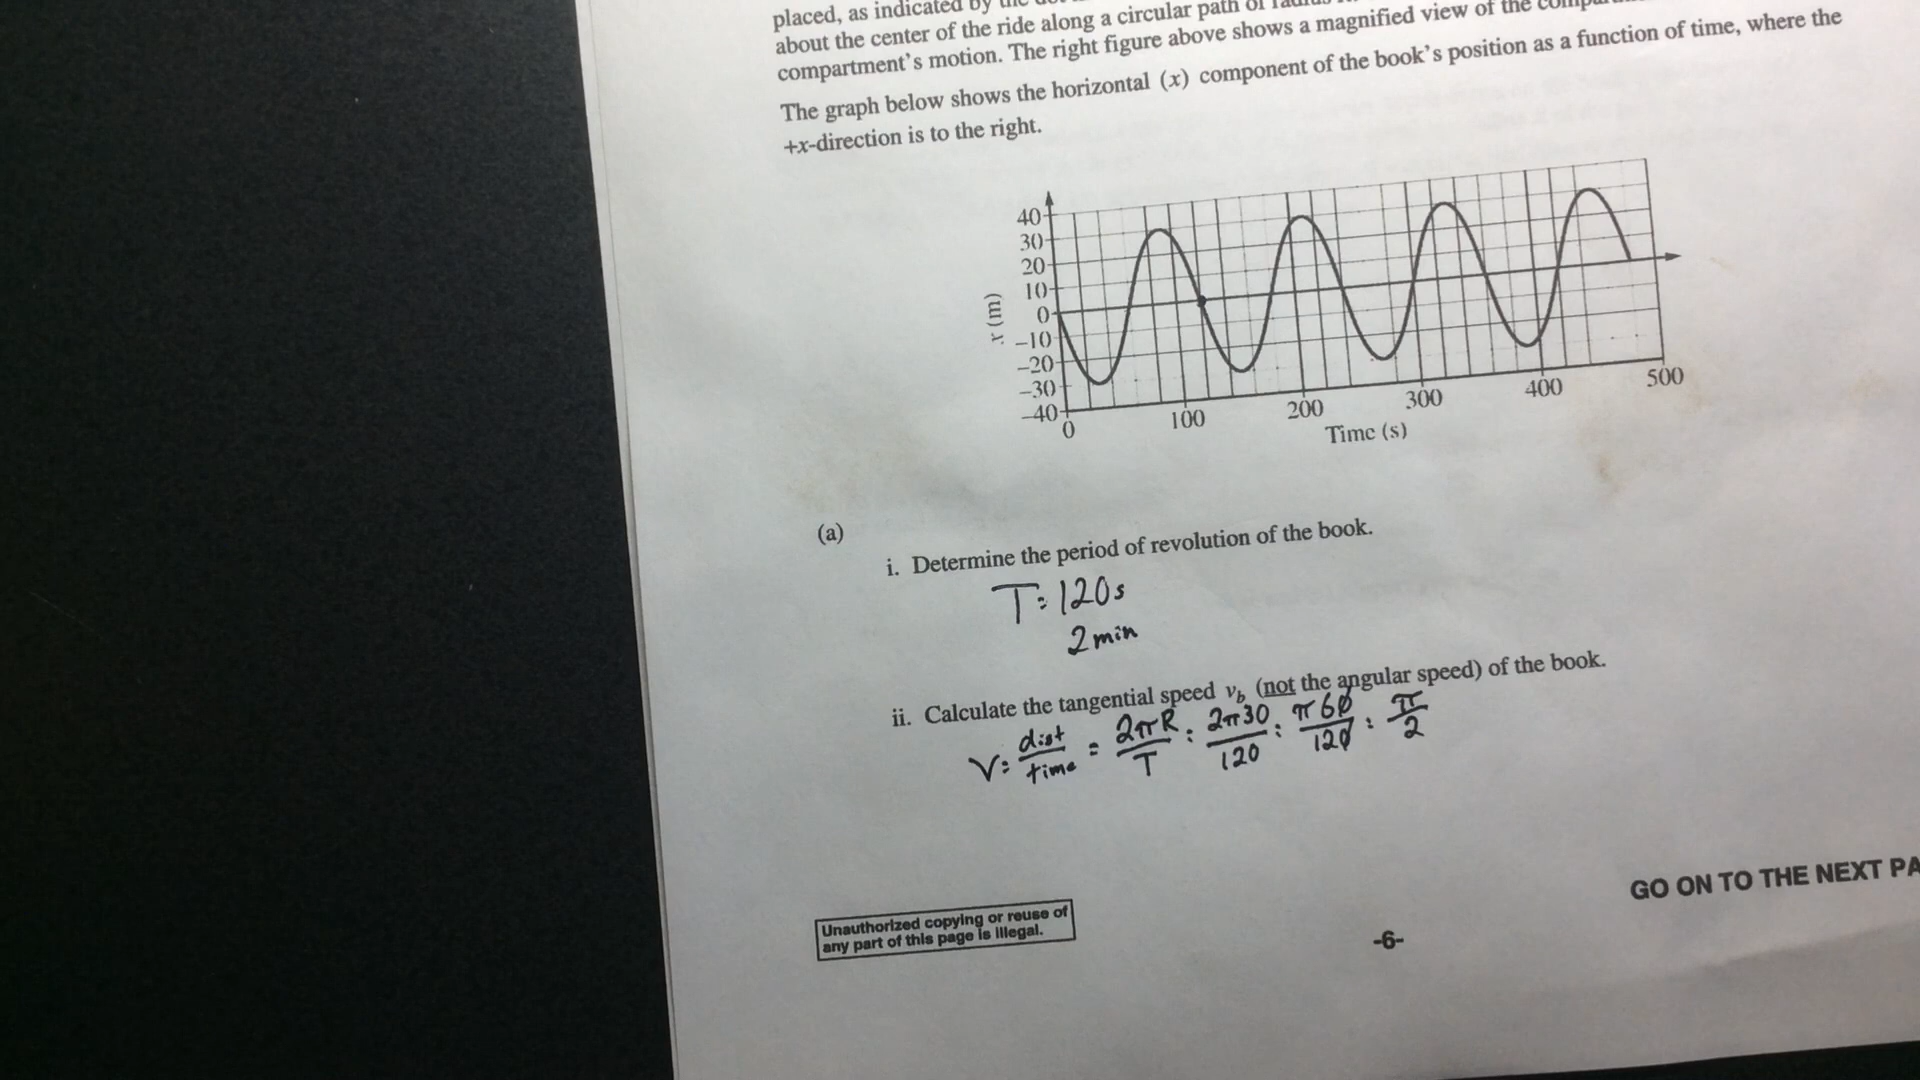 placed, as indicated by the
about the center of the ride along a circular path of radius
compartment's motion. The right figure above shows a magnified view of the
The graph below shows the horizontal (x) component of the book's position as a function of time, where the
+x-direction is to the right.
40
30
20
10
0
-10
-20
-30
-40
x (m)
0
100
200
300
400
500
Time (s)
(a)
i. Determine the period of revolution of the book.
T = 120s
2 min
ii. Calculate the tangential speed v_b (not the angular speed) of the book.
V = dist/time = 2πR/T = 2π30/120 = π60/120 = π/2
Unauthorized copying or reuse of
any part of this page is illegal.
GO ON TO THE NEXT PA
-6-